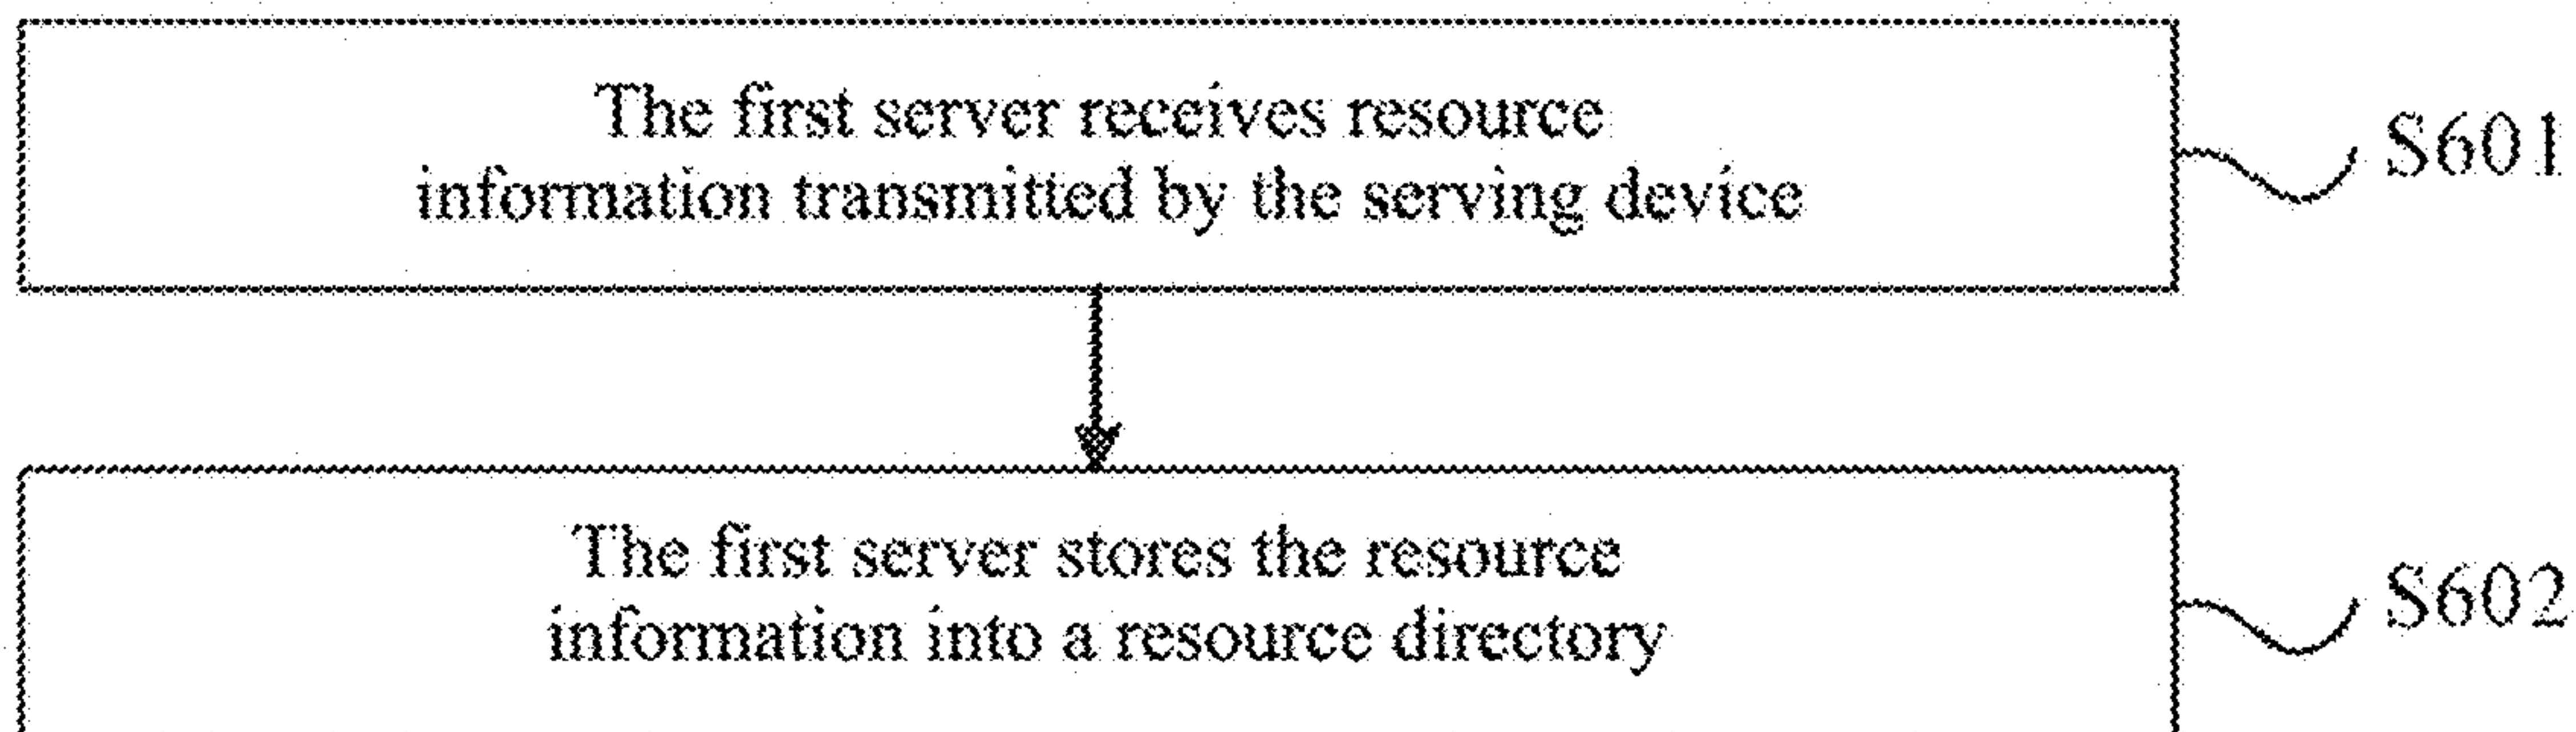 The first server receives resource
information transmitted by the serving device
S601
The first server stores the resource
information into a resource directory
S602